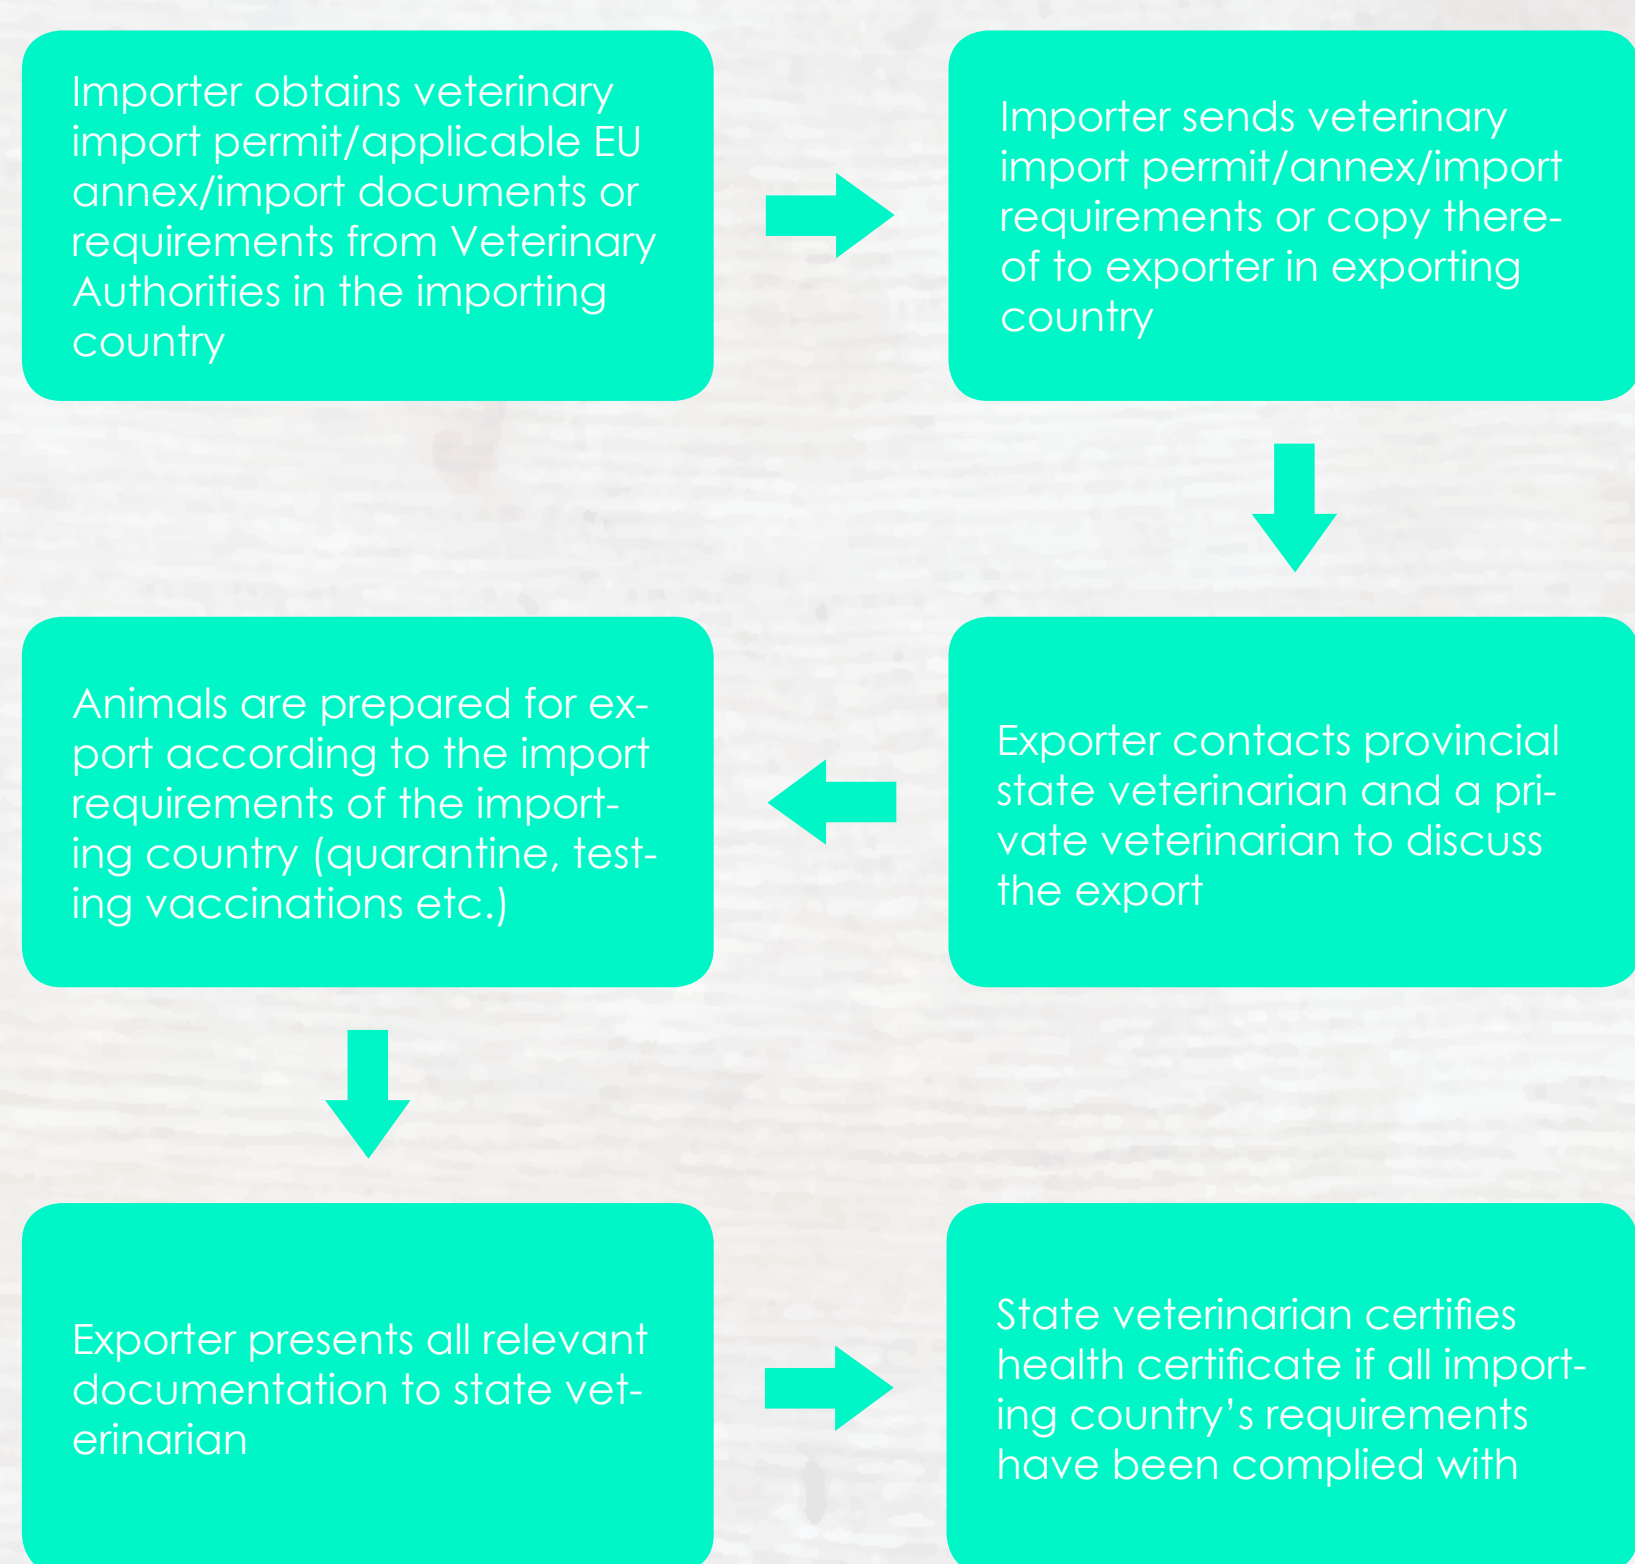 Importer obtains veterinary
import permit/applicable EU
annex/import documents or
requirements from Veterinary
Authorities in the importing
country
Importer sends veterinary
import permit/annex/import
requirements or copy there-
of to exporter in exporting
country
Exporter contacts provincial
state veterinarian and a pri-
vate veterinarian to discuss
the export
Animals are prepared for ex-
port according to the import
requirements of the import-
ing country (quarantine, test-
ing vaccinations etc.)
Exporter presents all relevant
documentation to state vet-
erinarian
State veterinarian certifies
health certificate if all import-
ing country’s requirements
have been complied with